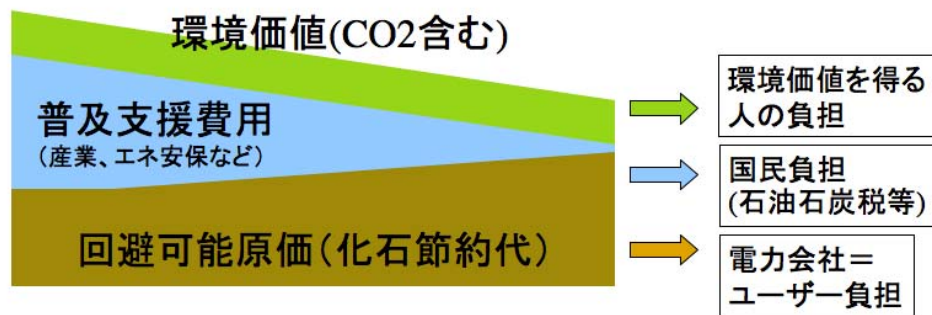 環境価値(CO2含む)
普及支援費用
(産業、エネ安保など)
回避可能原価(化石節約代)
環境価値を得る
人の負担
国民負担
(石油石炭税等)
電力会社＝
ユーザー負担